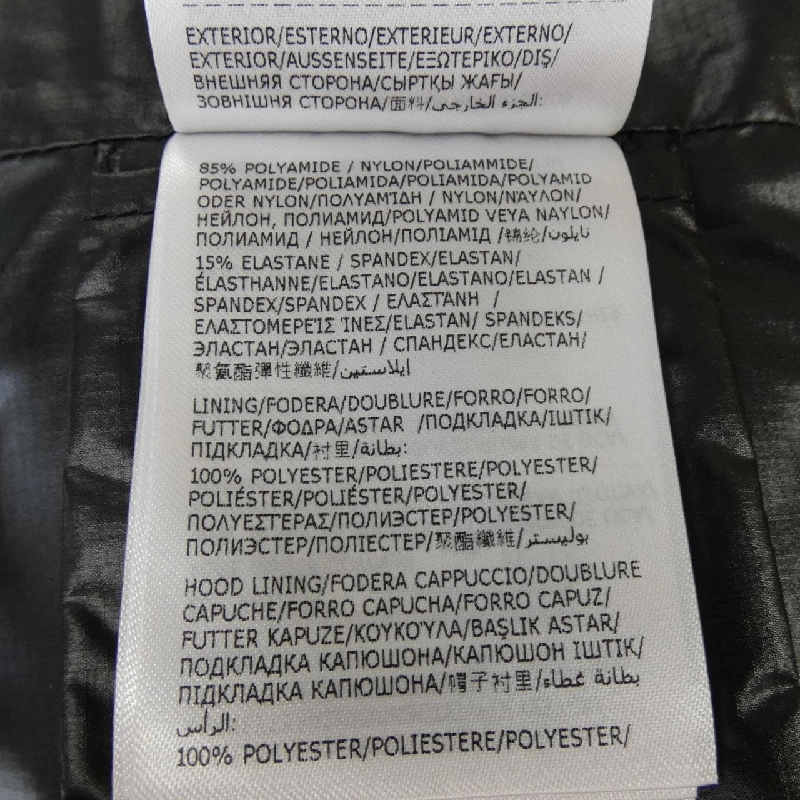 EXTERIOR/ESTERNO/EXTERIEUR/EXTERNO/
EXTERIOR/AUSSENSEITE/ΕΞΩΤΕΡΙΚΟ/DIŞ/
ВНЕШНЯЯ СТОРОНА/СЫРТҚЫ ЖАҒЫ/
ЗОВНІШНЯ СТОРОНА/面料/الجزء الخارجي:
85% POLYAMIDE / NYLON/POLIAMMIDE/
POLYAMIDE/POLIAMIDA/POLIAMIDA/POLYAMID
ODER NYLON/ΠΟΛΥΑΜΊΔΗ / NYLON/ΝΑΥΛΟΝ/
НЕЙЛОН, ПОЛИАМИД/POLYAMID VEYA NAYLON/
ПОЛИАМИД / НЕЙЛОН/ПОЛІАМІД /锦纶/نايلون
15% ELASTANE / SPANDEX/ELASTAN/
ÉLASTHANNE/ELASTANO/ELASTANO/ELASTAN /
SPANDEX/SPANDEX / ΕΛΑΣΤΆΝΗ /
ΕΛΑΣΤΟΜΕΡΕΊΣ ΊΝΕΣ/ELASTAN/ SPANDEKS/
ЭЛАСТАН/ЭЛАСТАН / СПАНДЕКС/ЕЛАСТАН/
聚氨酯彈性纖維/ايلاستين
LINING/FODERA/DOUBLURE/FORRO/FORRO/
FUTTER/ΦΟΔΡΑ/ASTAR /ПОДКЛАДКА/ІШТІК/
ПІДКЛАДКА/衬里/بطانة:
100% POLYESTER/POLIESTERE/POLYESTER/
POLIÉSTER/POLIÉSTER/POLYESTER/
ΠΟΛΥΕΣΤΕΡΑΣ/ПОЛИЭСТЕР/POLYESTER/
ПОЛИЭСТЕР/ПОЛІЕСТЕР/聚酯纖維/بوليستر
HOOD LINING/FODERA CAPPUCCIO/DOUBLURE
CAPUCHE/FORRO CAPUCHA/FORRO CAPUZ/
FUTTER KAPUZE/ΚΟΥΚΟΎΛΑ/BAŞLIK ASTAR/
ПОДКЛАДКА КАПЮШОНА/КАПЮШОН ІШТІК/
ПІДКЛАДКА КАПЮШОНА/帽子衬里/بطانة غطاء
الرأس:
100% POLYESTER/POLIESTERE/POLYESTER/